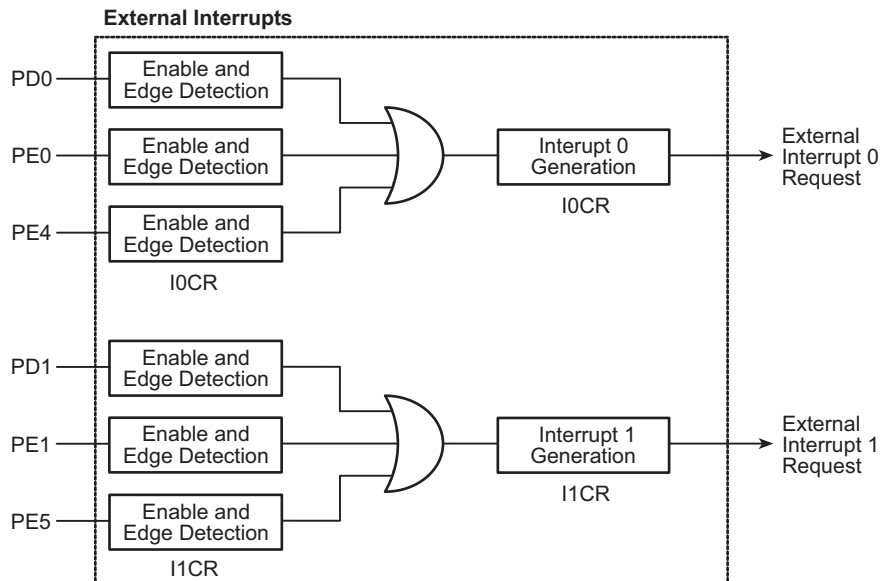 External Interrupts
PD0
Enable and
Edge Detection
PE0
Enable and
Edge Detection
PE4
Enable and
Edge Detection
I0CR
Interupt 0
Generation
I0CR
External
Interrupt 0
Request
PD1
Enable and
Edge Detection
PE1
Enable and
Edge Detection
PE5
Enable and
Edge Detection
I1CR
Interrupt 1
Generation
I1CR
External
Interrupt 1
Request